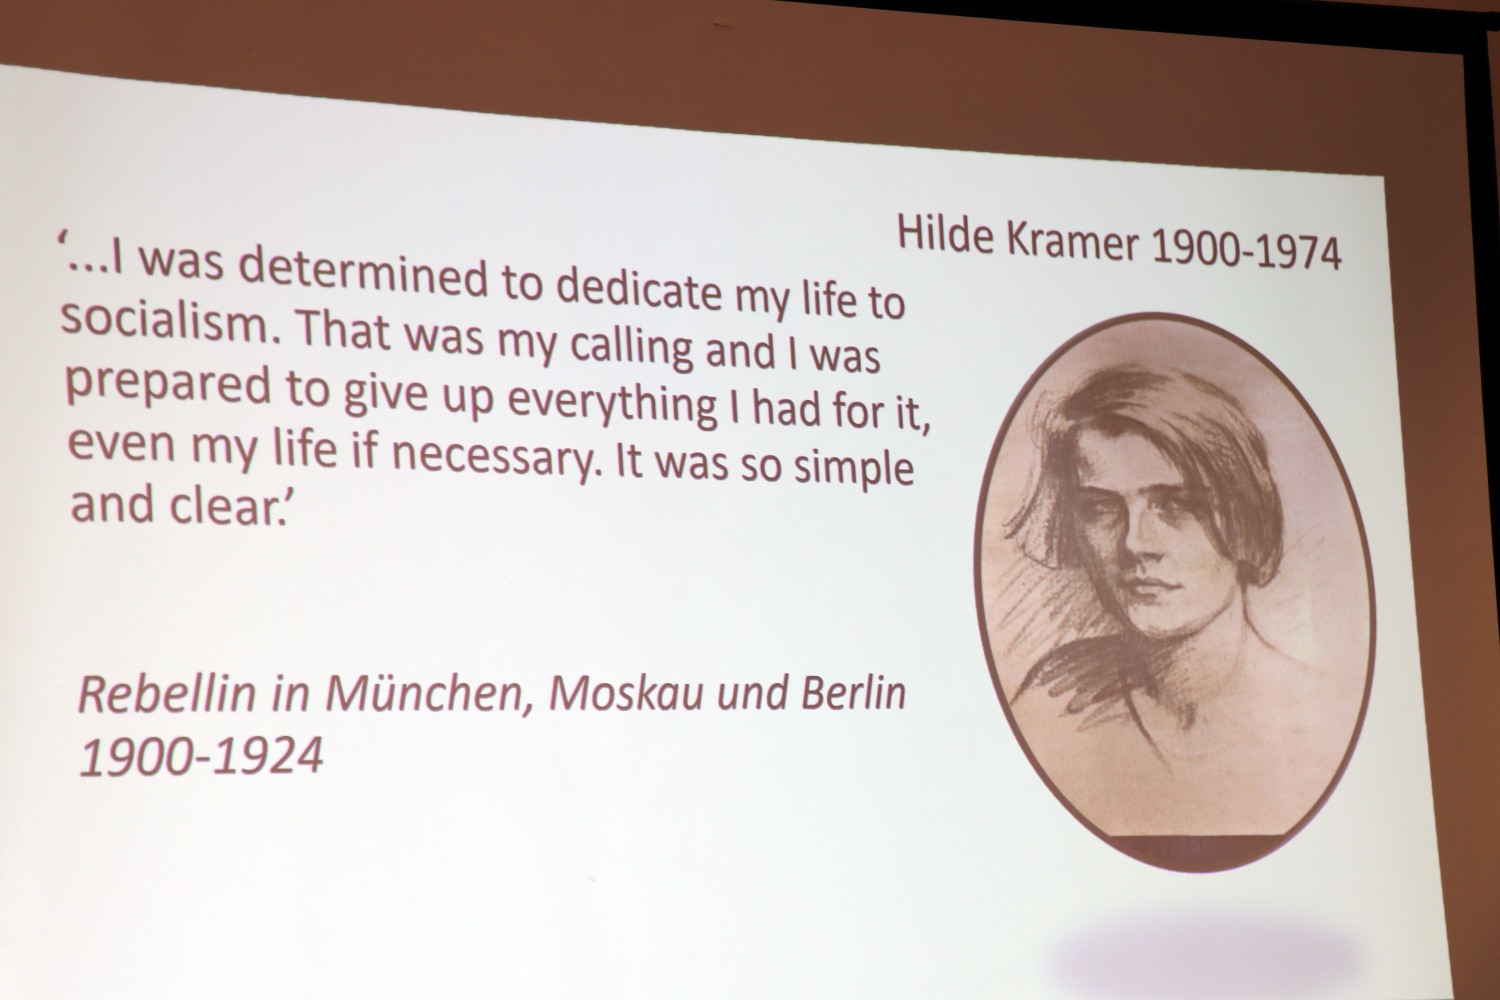 Hilde Kramer 1900-1974
‘...I was determined to dedicate my life to
socialism. That was my calling and I was
prepared to give up everything I had for it,
even my life if necessary. It was so simple
and clear.’
Rebellin in München, Moskau und Berlin
1900-1924